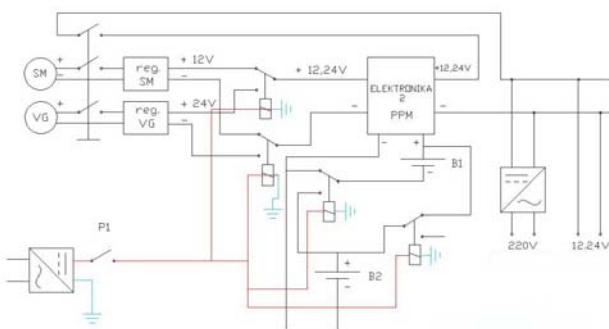 + 12V
+ 12,24V
+12,24V
SM
+
-
reg.
SM
-
ELEKTRONIKA
2
PPM
-
-
VG
+
-
reg.
VG
+ 24V
-
-
+
B1
-
P1
220V
12.24V
+
B2
-